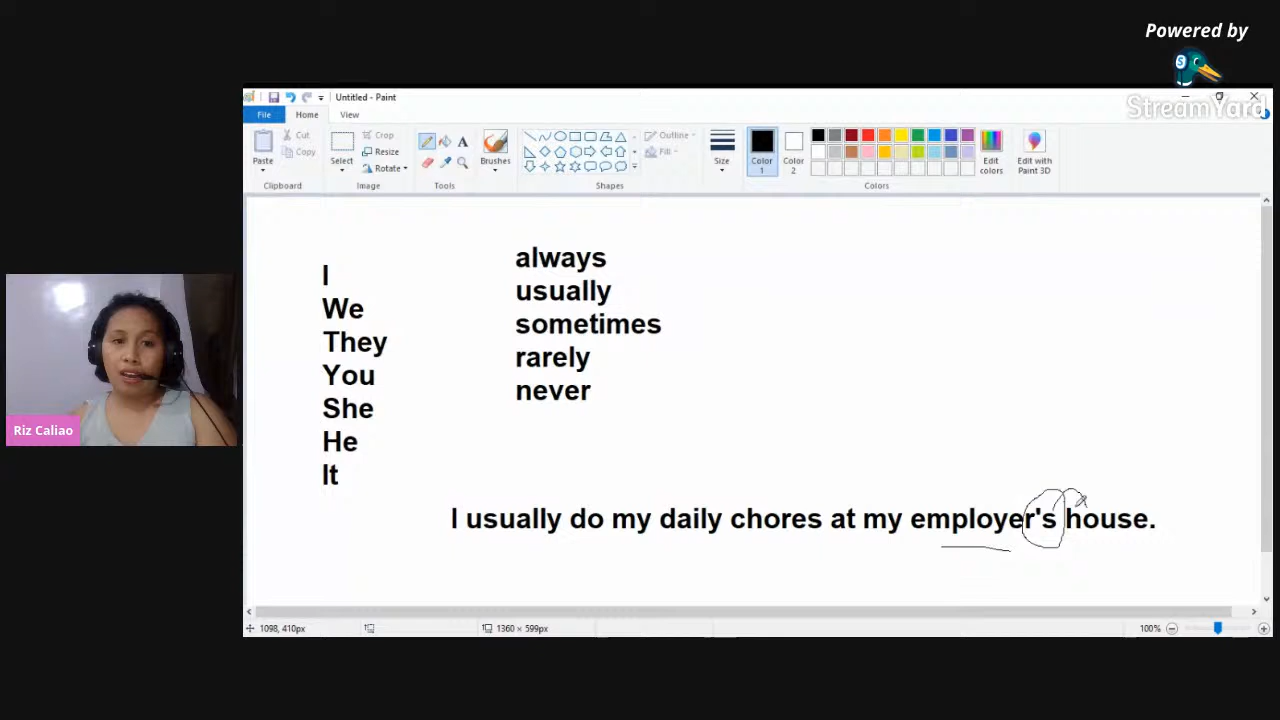 Powered by
StreamYard
Untitled - Paint
File
Home
View
Paste
Cut
Copy
Clipboard
Select
Crop
Resize
Rotate
Image
Tools
Brushes
Shapes
Outline
Fill
Size
Color 1
Color 2
Edit colors
Colors
Edit with Paint 3D
I
We
They
You
She
He
It
always
usually
sometimes
rarely
never
I usually do my daily chores at my employer's house.
Riz Caliao
1098, 410px
1360 × 599px
100%